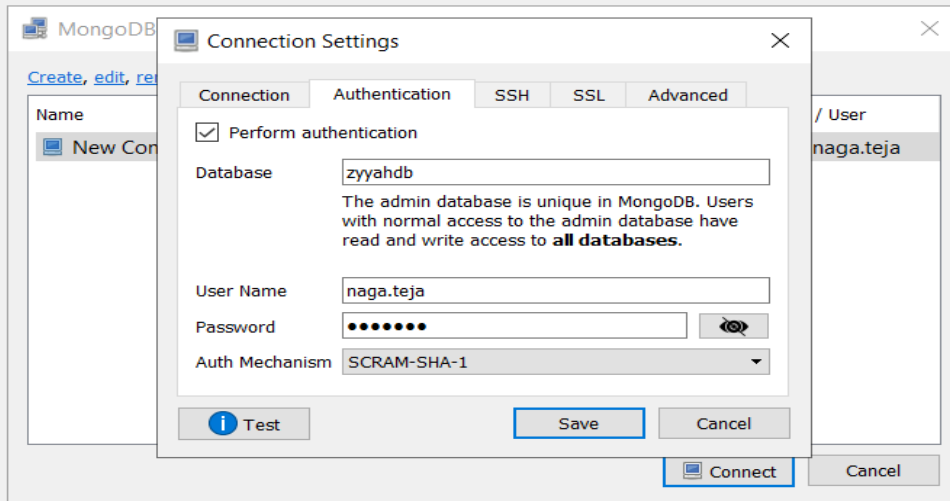 MongoDB
Connection Settings
Create, edit, re
Connection Authentication SSH SSL Advanced
Name
/ User
Perform authentication
New Con
naga.teja
Database zyyahdb
The admin database is unique in MongoDB. Users
with normal access to the admin database have
read and write access to all databases.
User Name naga.teja
Password •••••••
Auth Mechanism SCRAM-SHA-1
Test Save Cancel
Connect Cancel